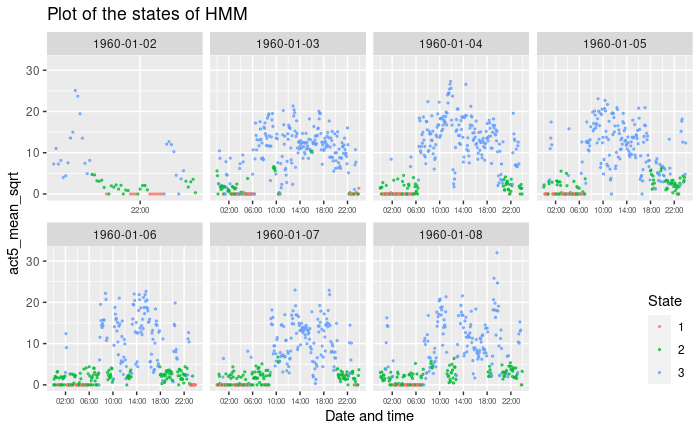 Plot of the states of HMM
1960-01-02 1960-01-03 1960-01-04 1960-01-05
30
20
10
0
22:00 02:00 06:00 10:00 14:00 18:00 22:00 02:00 06:00 10:00 14:00 18:00 22:00 02:00 06:00 10:00 14:00 18:00 22:00
act5_mean_sqrt
1960-01-06 1960-01-07 1960-01-08
30
20
10
0
02:00 06:00 10:00 14:00 18:00 22:00 02:00 06:00 10:00 14:00 18:00 22:00 02:00 06:00 10:00 14:00 18:00 22:00
Date and time
State
1
2
3